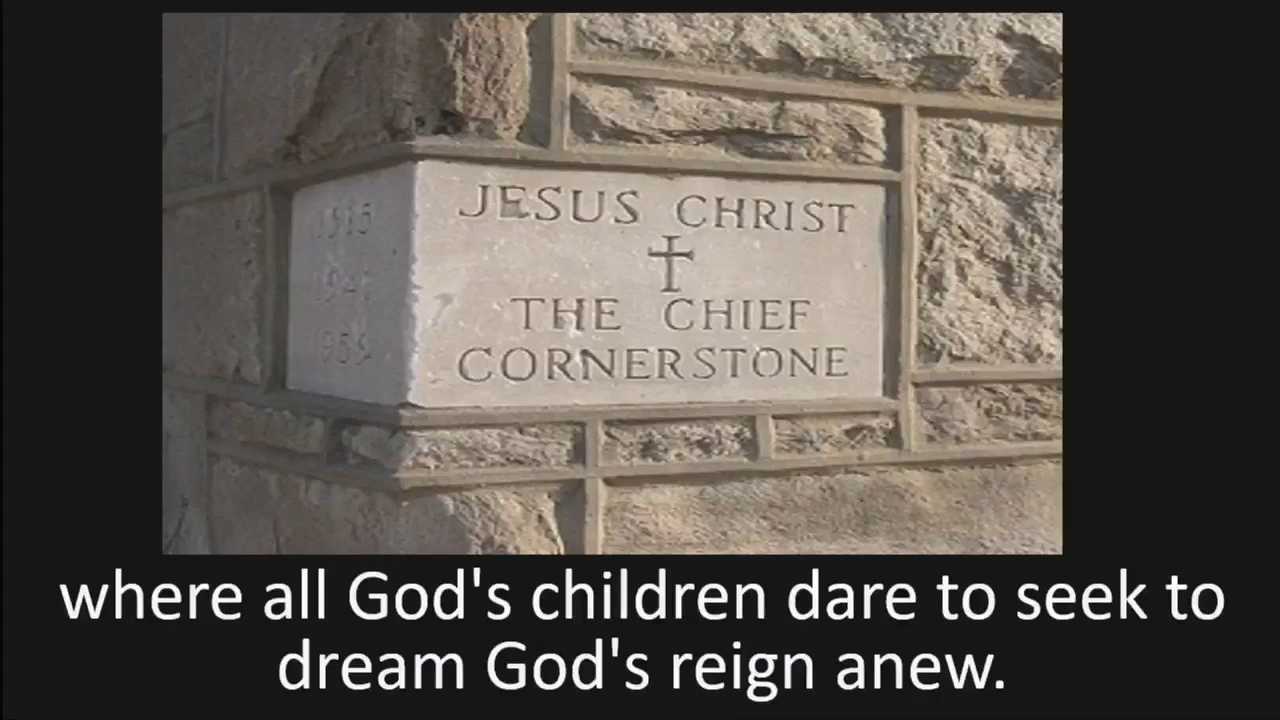 JESUS CHRIST
THE CHIEF
CORNERSTONE
where all God's children dare to seek to
dream God's reign anew.